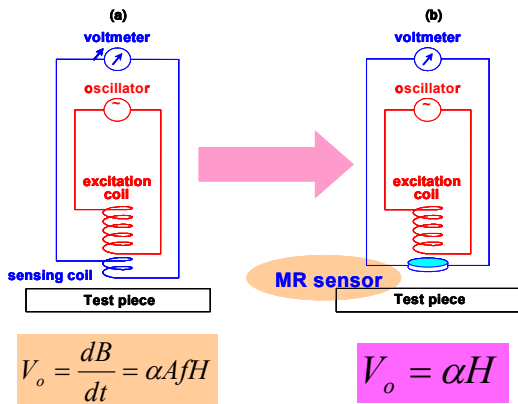 (a)
voltmeter
oscillator
~
excitation
coil
sensing coil
Test piece
V_o = dB/dt = αAfH
(b)
voltmeter
oscillator
~
excitation
coil
MR sensor
Test piece
V_o = αH